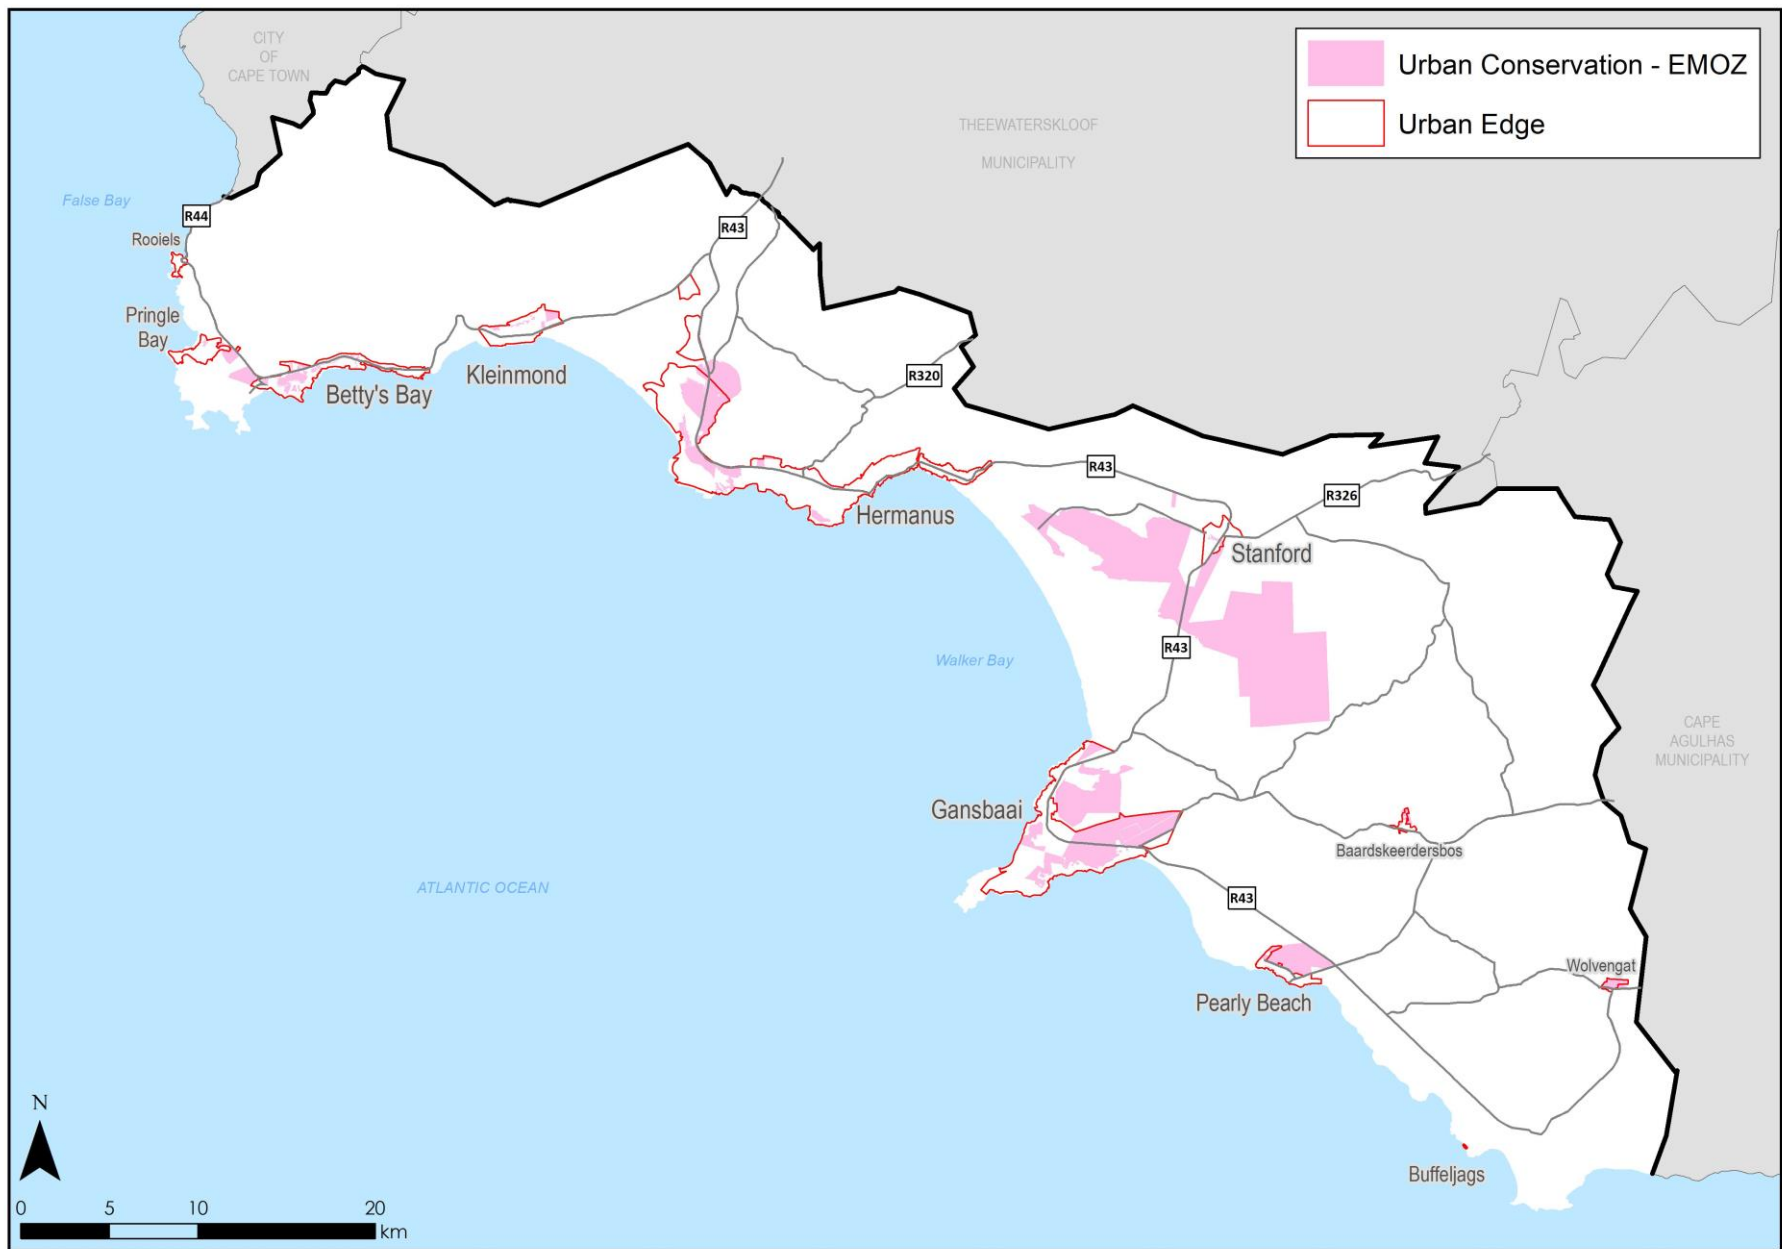 CITY
OF
CAPE TOWN
Urban Conservation - EMOZ
Urban Edge
THEEWATERSKLOOF
MUNICIPALITY
False Bay
R44
Rooiels
R43
Pringle
Bay
Betty's Bay
Kleinmond
R320
Hermanus
R43
R326
Stanford
R43
Walker Bay
CAPE
AGULHAS
MUNICIPALITY
Gansbaai
Baardskeerdersbos
ATLANTIC OCEAN
R43
Wolvengat
Pearly Beach
Buffeljags
N
0 5 10 20
km